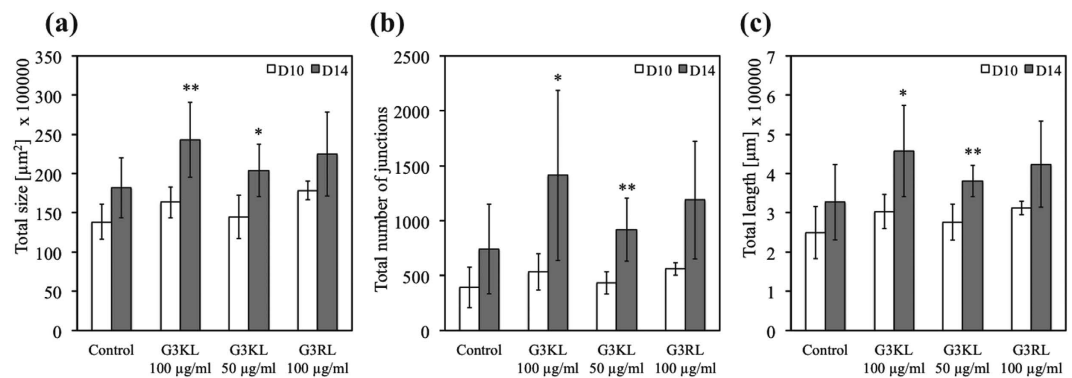 (a)
Total size [µm²] x 100000
350
300
250
200
150
100
50
0
D10 D14
**
*
Control
G3KL
100 µg/ml
G3KL
50 µg/ml
G3RL
100 µg/ml
(b)
Total number of junctions
2500
2000
1500
1000
500
0
D10 D14
*
**
Control
G3KL
100 µg/ml
G3KL
50 µg/ml
G3RL
100 µg/ml
(c)
Total length [µm] x 100000
7
6
5
4
3
2
1
0
D10 D14
*
**
Control
G3KL
100 µg/ml
G3KL
50 µg/ml
G3RL
100 µg/ml